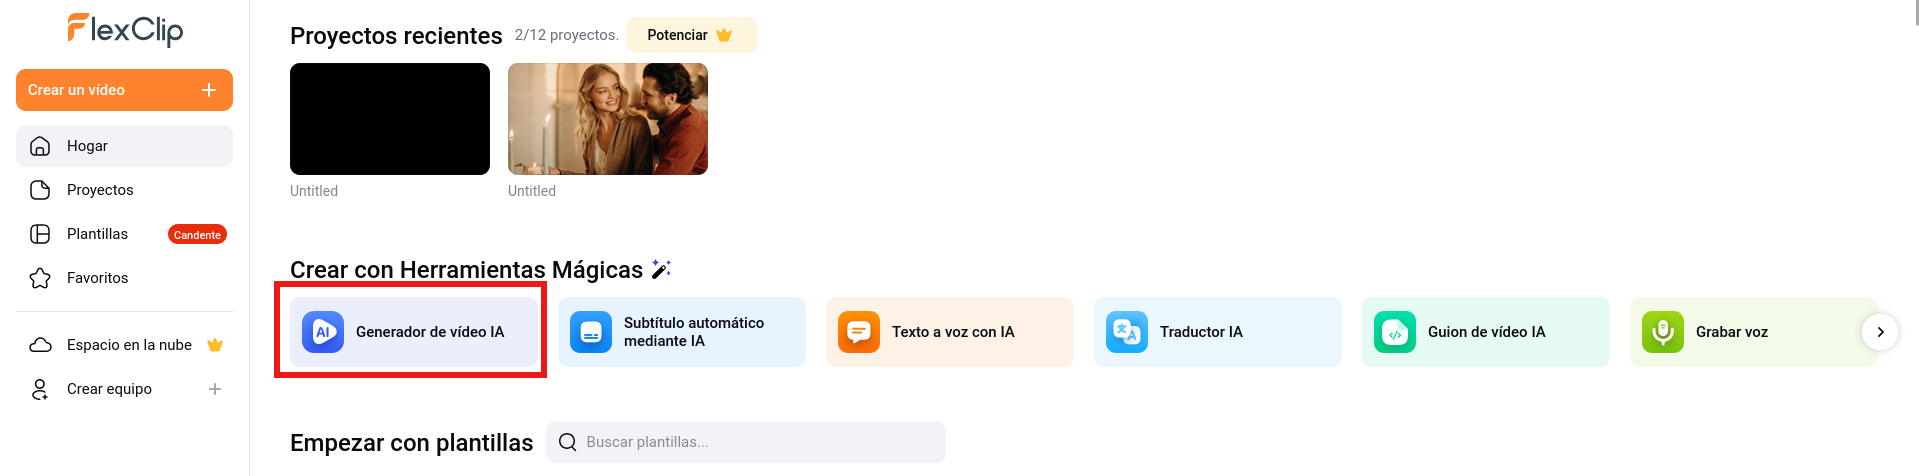 FlexClip
Crear un vídeo
Hogar
Proyectos
Plantillas
Candente
Favoritos
Espacio en la nube
Crear equipo
Proyectos recientes
2/12 proyectos.
Potenciar
Untitled
Untitled
Crear con Herramientas Mágicas
AI
Generador de vídeo IA
Subtítulo automático
mediante IA
Texto a voz con IA
A
Traductor IA
Guion de vídeo IA
Grabar voz
Empezar con plantillas
Buscar plantillas...